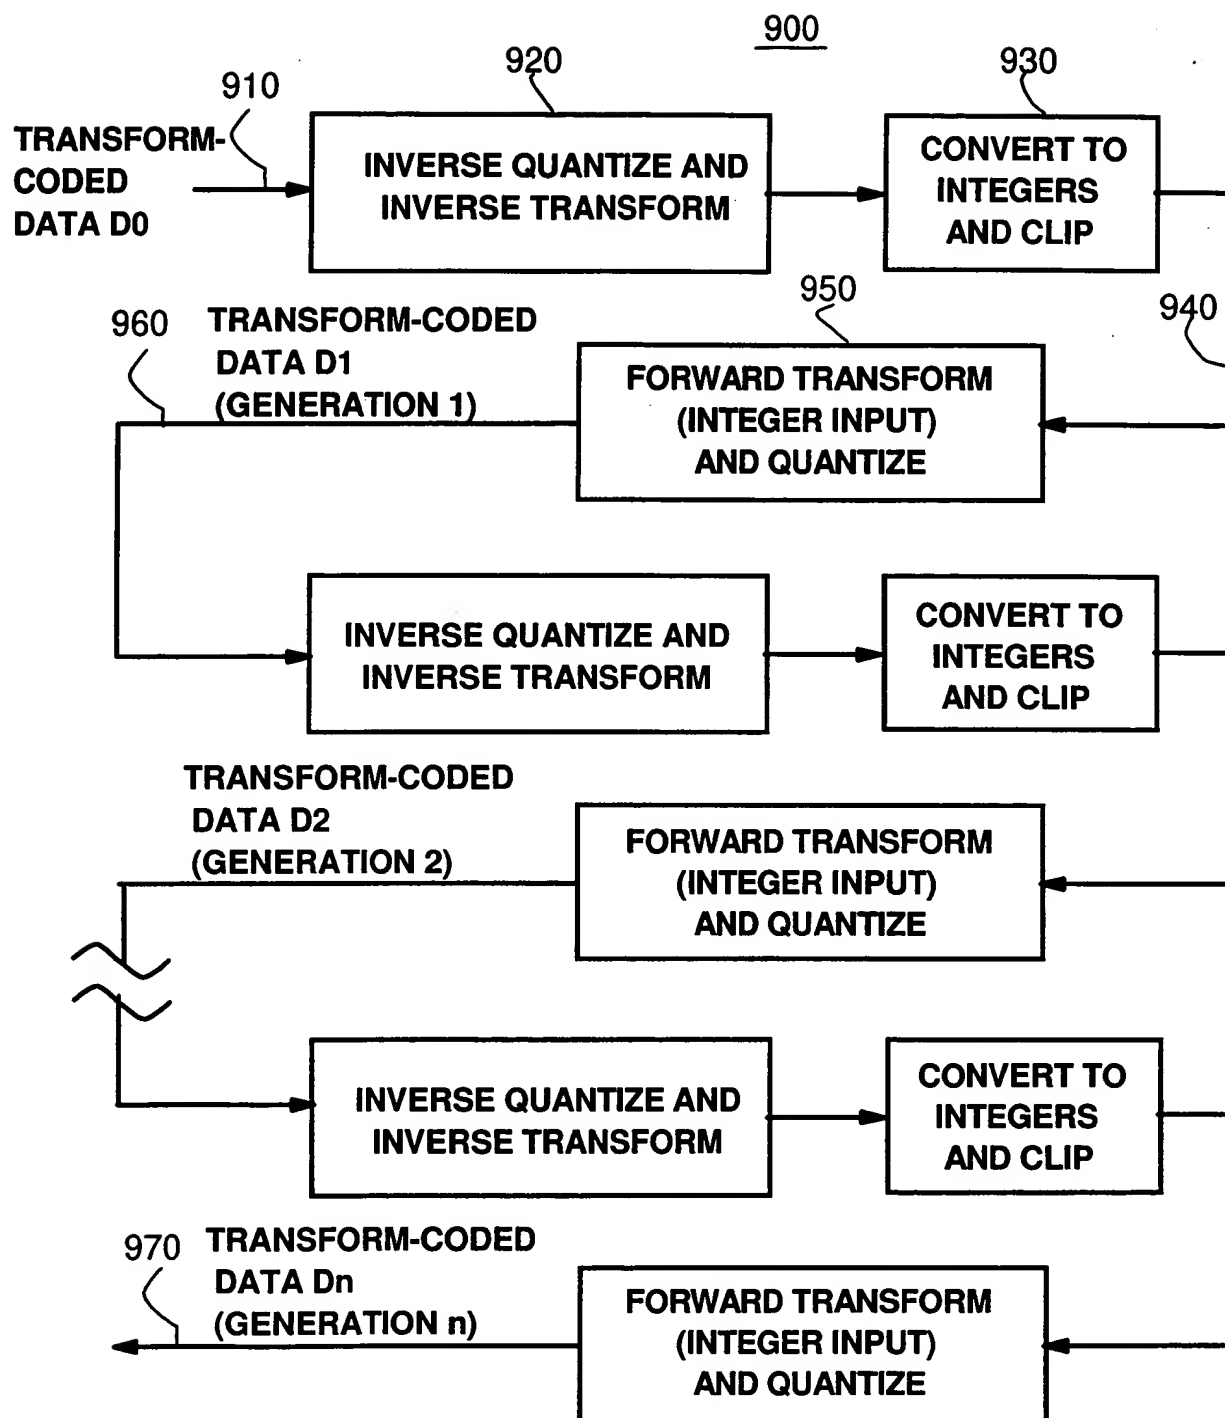 900
910
920
930
TRANSFORM-
CODED
DATA D0
INVERSE QUANTIZE AND
INVERSE TRANSFORM
CONVERT TO
INTEGERS
AND CLIP
960
TRANSFORM-CODED
DATA D1
(GENERATION 1)
950
FORWARD TRANSFORM
(INTEGER INPUT)
AND QUANTIZE
940
INVERSE QUANTIZE AND
INVERSE TRANSFORM
CONVERT TO
INTEGERS
AND CLIP
TRANSFORM-CODED
DATA D2
(GENERATION 2)
FORWARD TRANSFORM
(INTEGER INPUT)
AND QUANTIZE
INVERSE QUANTIZE AND
INVERSE TRANSFORM
CONVERT TO
INTEGERS
AND CLIP
970
TRANSFORM-CODED
DATA Dn
(GENERATION n)
FORWARD TRANSFORM
(INTEGER INPUT)
AND QUANTIZE